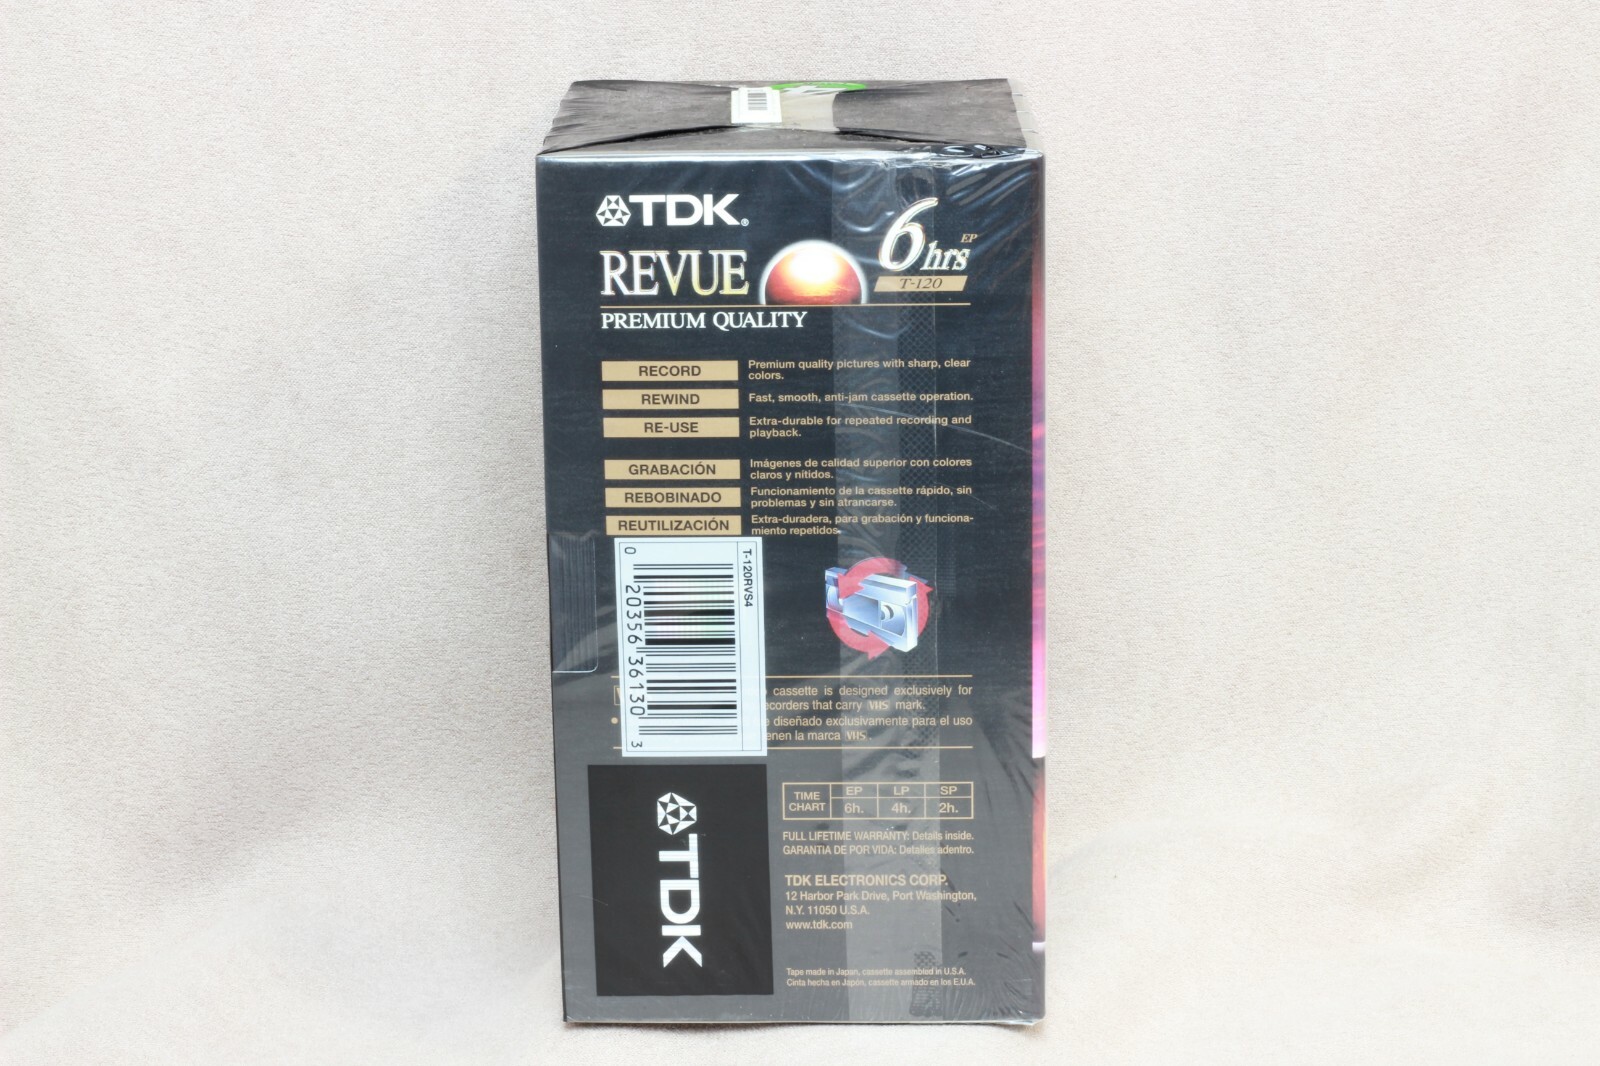 TDK®
REVUE
PREMIUM QUALITY
6hrs EP
T-120
RECORD
Premium quality pictures with sharp, clear
colors.
REWIND
Fast, smooth, anti-jam cassette operation.
RE-USE
Extra-durable for repeated recording and
playback.
GRABACIÓN
Imágenes de calidad superior con colores
claros y nítidos.
REBOBINADO
Funcionamiento de la cassette rápido, sin
problemas y sin atrancarse.
REUTILIZACIÓN
Extra-duradera, para grabación y funciona-
miento repetidos.
T-120RVS4
0 20356 36130 3
cassette is designed exclusively for
corders that carry VHS mark.
• diseñado exclusivamente para el uso
enen la marca VHS.
TIME CHART
EP LP SP
6h. 4h. 2h.
FULL LIFETIME WARRANTY: Details inside.
GARANTIA DE POR VIDA: Detalles adentro.
TDK ELECTRONICS CORP.
12 Harbor Park Drive, Port Washington,
N.Y. 11050 U.S.A.
www.tdk.com
Tape made in Japan, cassette assembled in U.S.A.
Cinta hecha en Japón, cassette armado en los E.U.A.
TDK